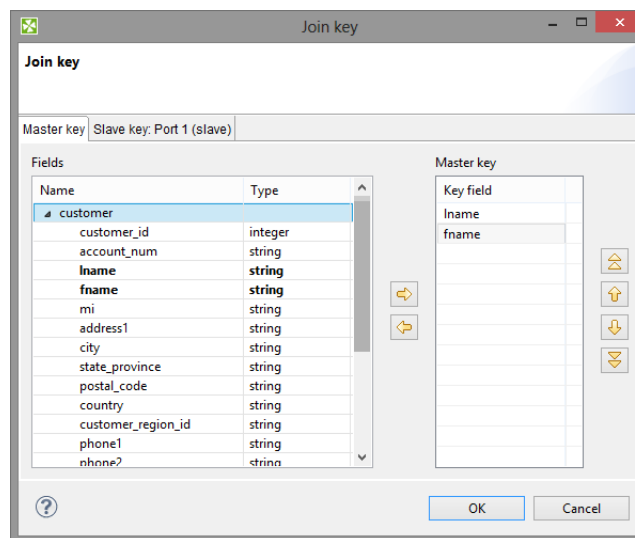 Join key
Join key
Master key Slave key: Port 1 (slave)
Fields
Name Type
customer
customer_id integer
account_num string
lname string
fname string
mi string
address1 string
city string
state_province string
postal_code string
country string
customer_region_id string
phone1 string
phone2 string
Master key
Key field
lname
fname
OK Cancel